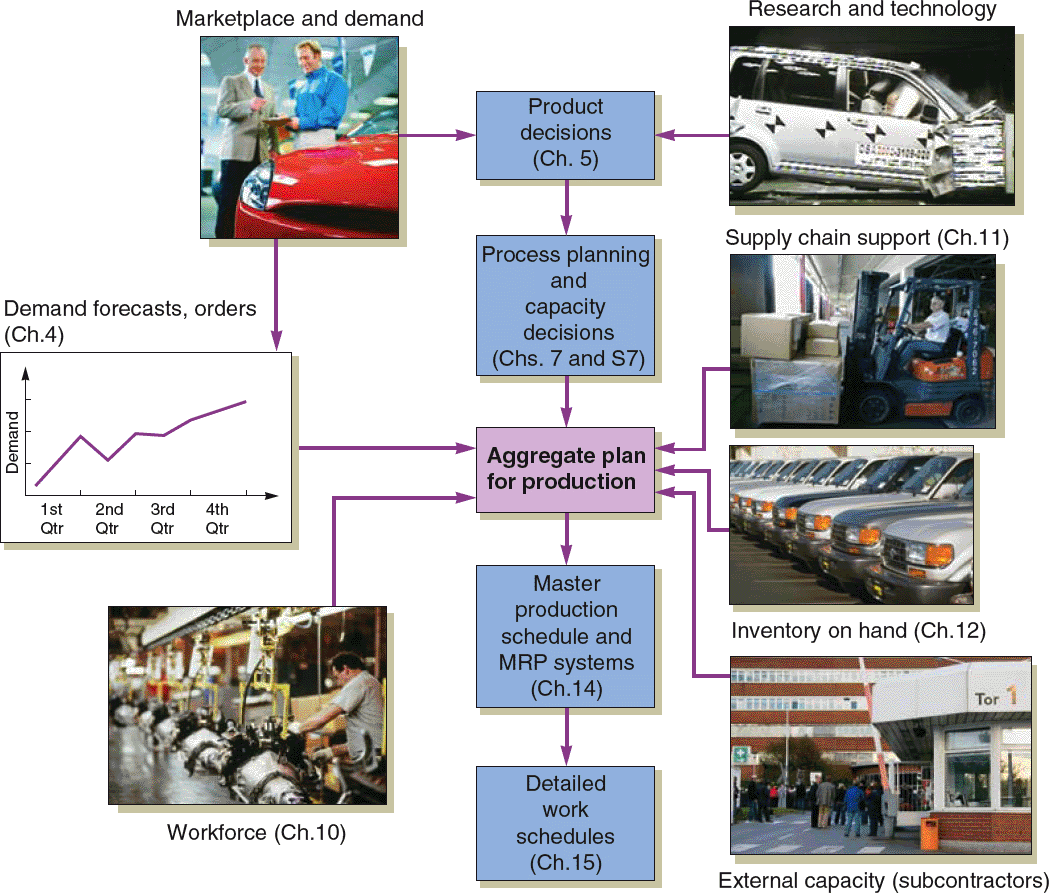 Marketplace and demand
Research and technology
Product
decisions
(Ch. 5)
Supply chain support (Ch.11)
Process planning
and
capacity
decisions
(Chs. 7 and S7)
Demand forecasts, orders
(Ch.4)
Demand
1st
Qtr
2nd
Qtr
3rd
Qtr
4th
Qtr
Aggregate plan
for production
Master
production
schedule and
MRP systems
(Ch.14)
Inventory on hand (Ch.12)
Tor 1
Workforce (Ch.10)
Detailed
work
schedules
(Ch.15)
External capacity (subcontractors)